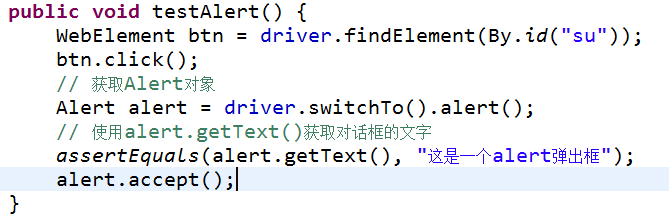 public void testAlert() {
    WebElement btn = driver.findElement(By.id("su"));
    btn.click();
    // 获取Alert对象
    Alert alert = driver.switchTo().alert();
    // 使用alert.getText()获取对话框的文字
    assertEquals(alert.getText(), "这是一个alert弹出框");
    alert.accept();
}